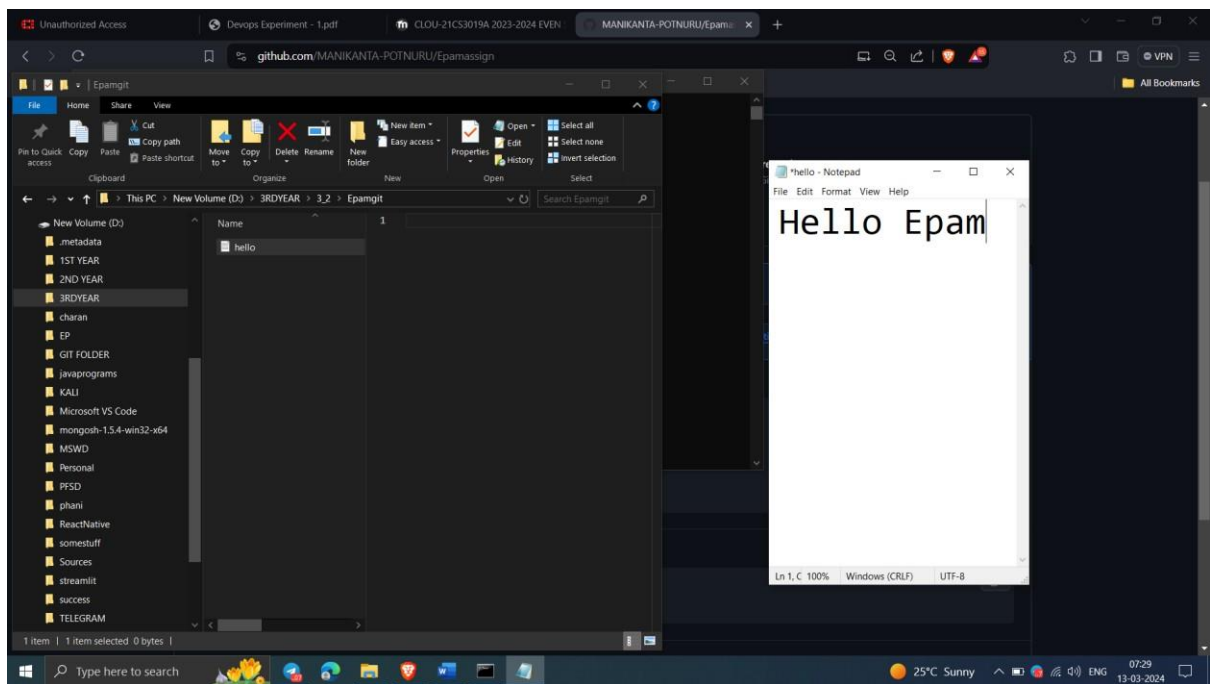 Unauthorized Access
Devops Experiment - 1.pdf
CLOU-21CS3019A 2023-2024 EVEN
MANIKANTA-POTNURU/Epama
github.com/MANIKANTA-POTNURU/Epamassign
VPN
All Bookmarks
Epamgit
File Home Share View
Pin to Quick access
Copy
Paste
Cut
Copy path
Paste shortcut
Clipboard
Move to
Copy to
Delete
Rename
Organize
New folder
New item
Easy access
New
Properties
Open
Edit
History
Open
Select all
Select none
Invert selection
Select
This PC > New Volume (D:) > 3RDYEAR > 3_2 > Epamgit
Search Epamgit
New Volume (D:)
.metadata
1ST YEAR
2ND YEAR
3RDYEAR
charan
EP
GIT FOLDER
javaprograms
KALI
Microsoft VS Code
mongosh-1.5.4-win32-x64
MSWD
Personal
PFSD
phani
ReactNative
somestuff
Sources
streamlit
success
TELEGRAM
Name
hello
1
1 item | 1 item selected 0 bytes |
*hello - Notepad
File Edit Format View Help
Hello Epam
Ln 1, C 100% Windows (CRLF) UTF-8
Type here to search
25°C Sunny
ENG
07:29
13-03-2024